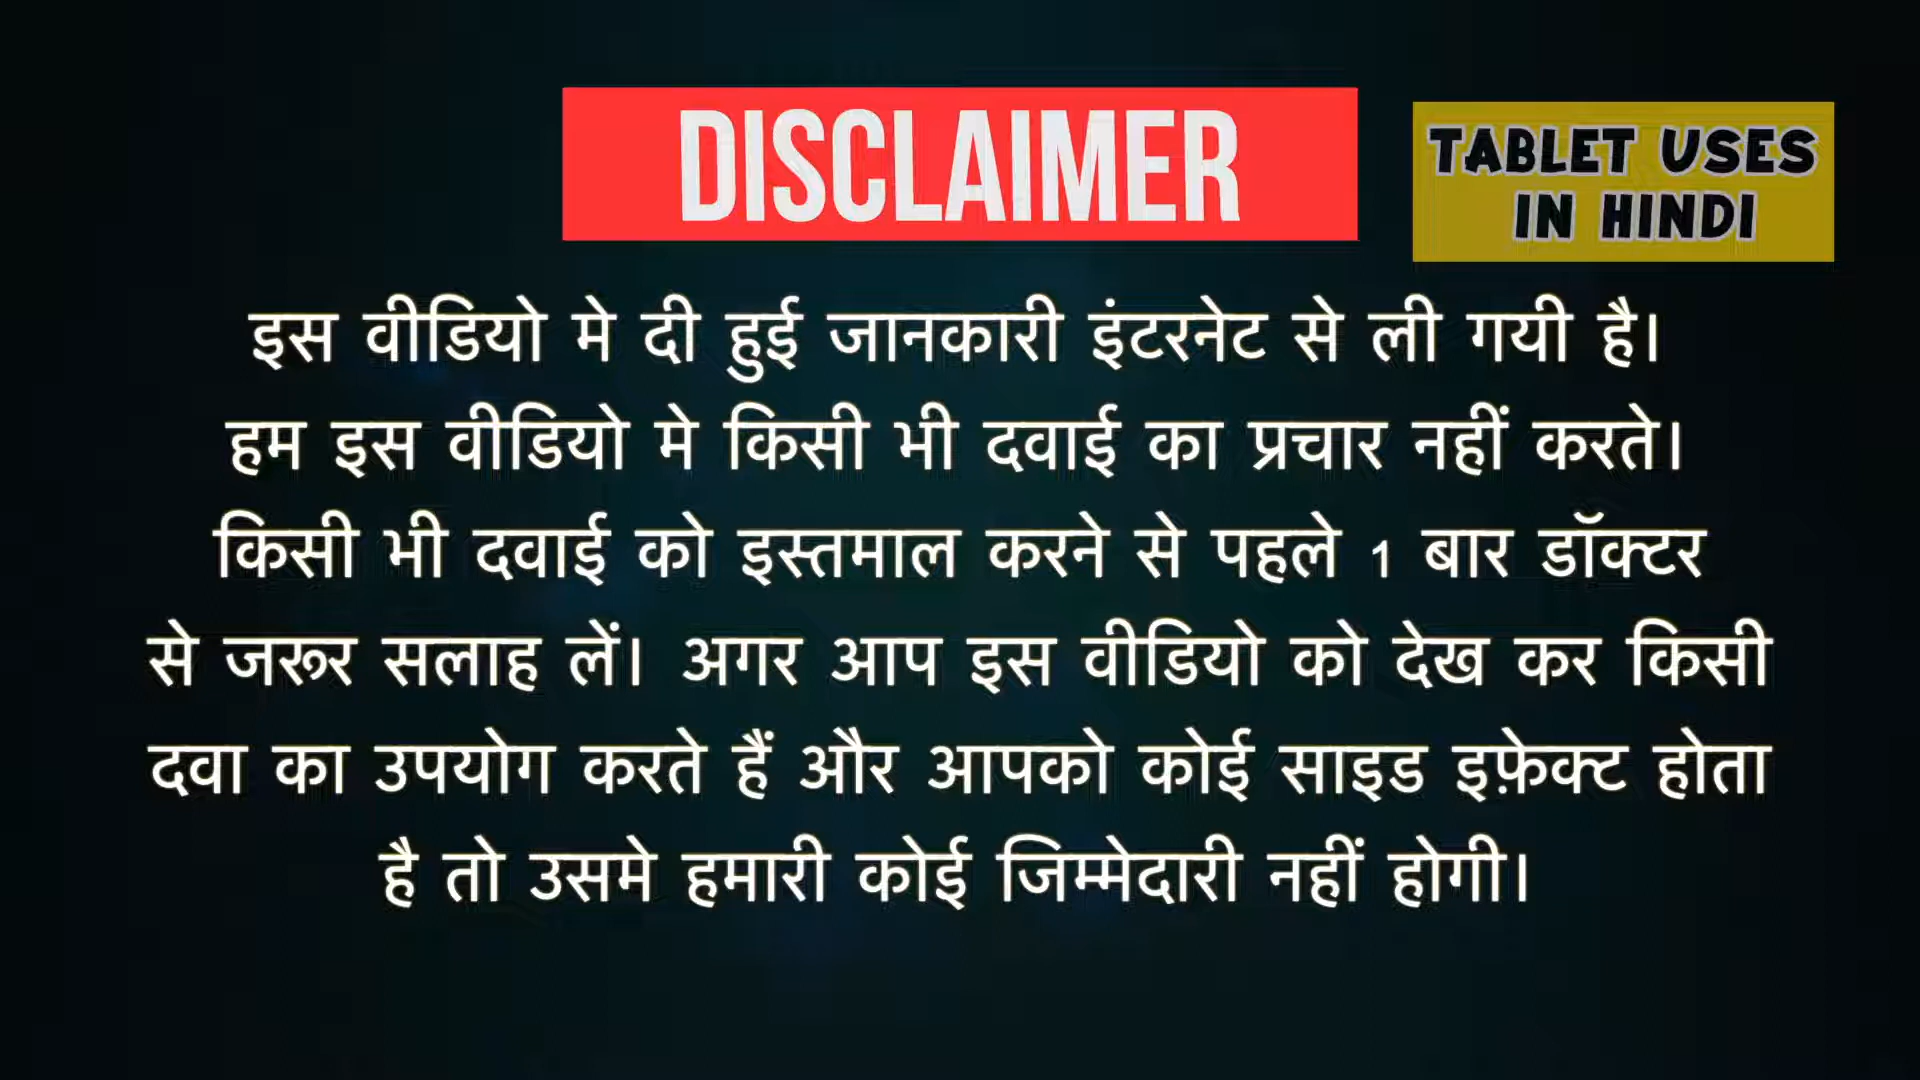 DISCLAIMER
TABLET USES
IN HINDI
इस वीडियो मे दी हुई जानकारी इंटरनेट से ली गयी है।
हम इस वीडियो मे किसी भी दवाई का प्रचार नहीं करते।
किसी भी दवाई को इस्तमाल करने से पहले 1 बार डॉक्टर
से जरूर सलाह लें। अगर आप इस वीडियो को देख कर किसी
दवा का उपयोग करते हैं और आपको कोई साइड इफ़ेक्ट होता
है तो उसमे हमारी कोई जिम्मेदारी नहीं होगी।